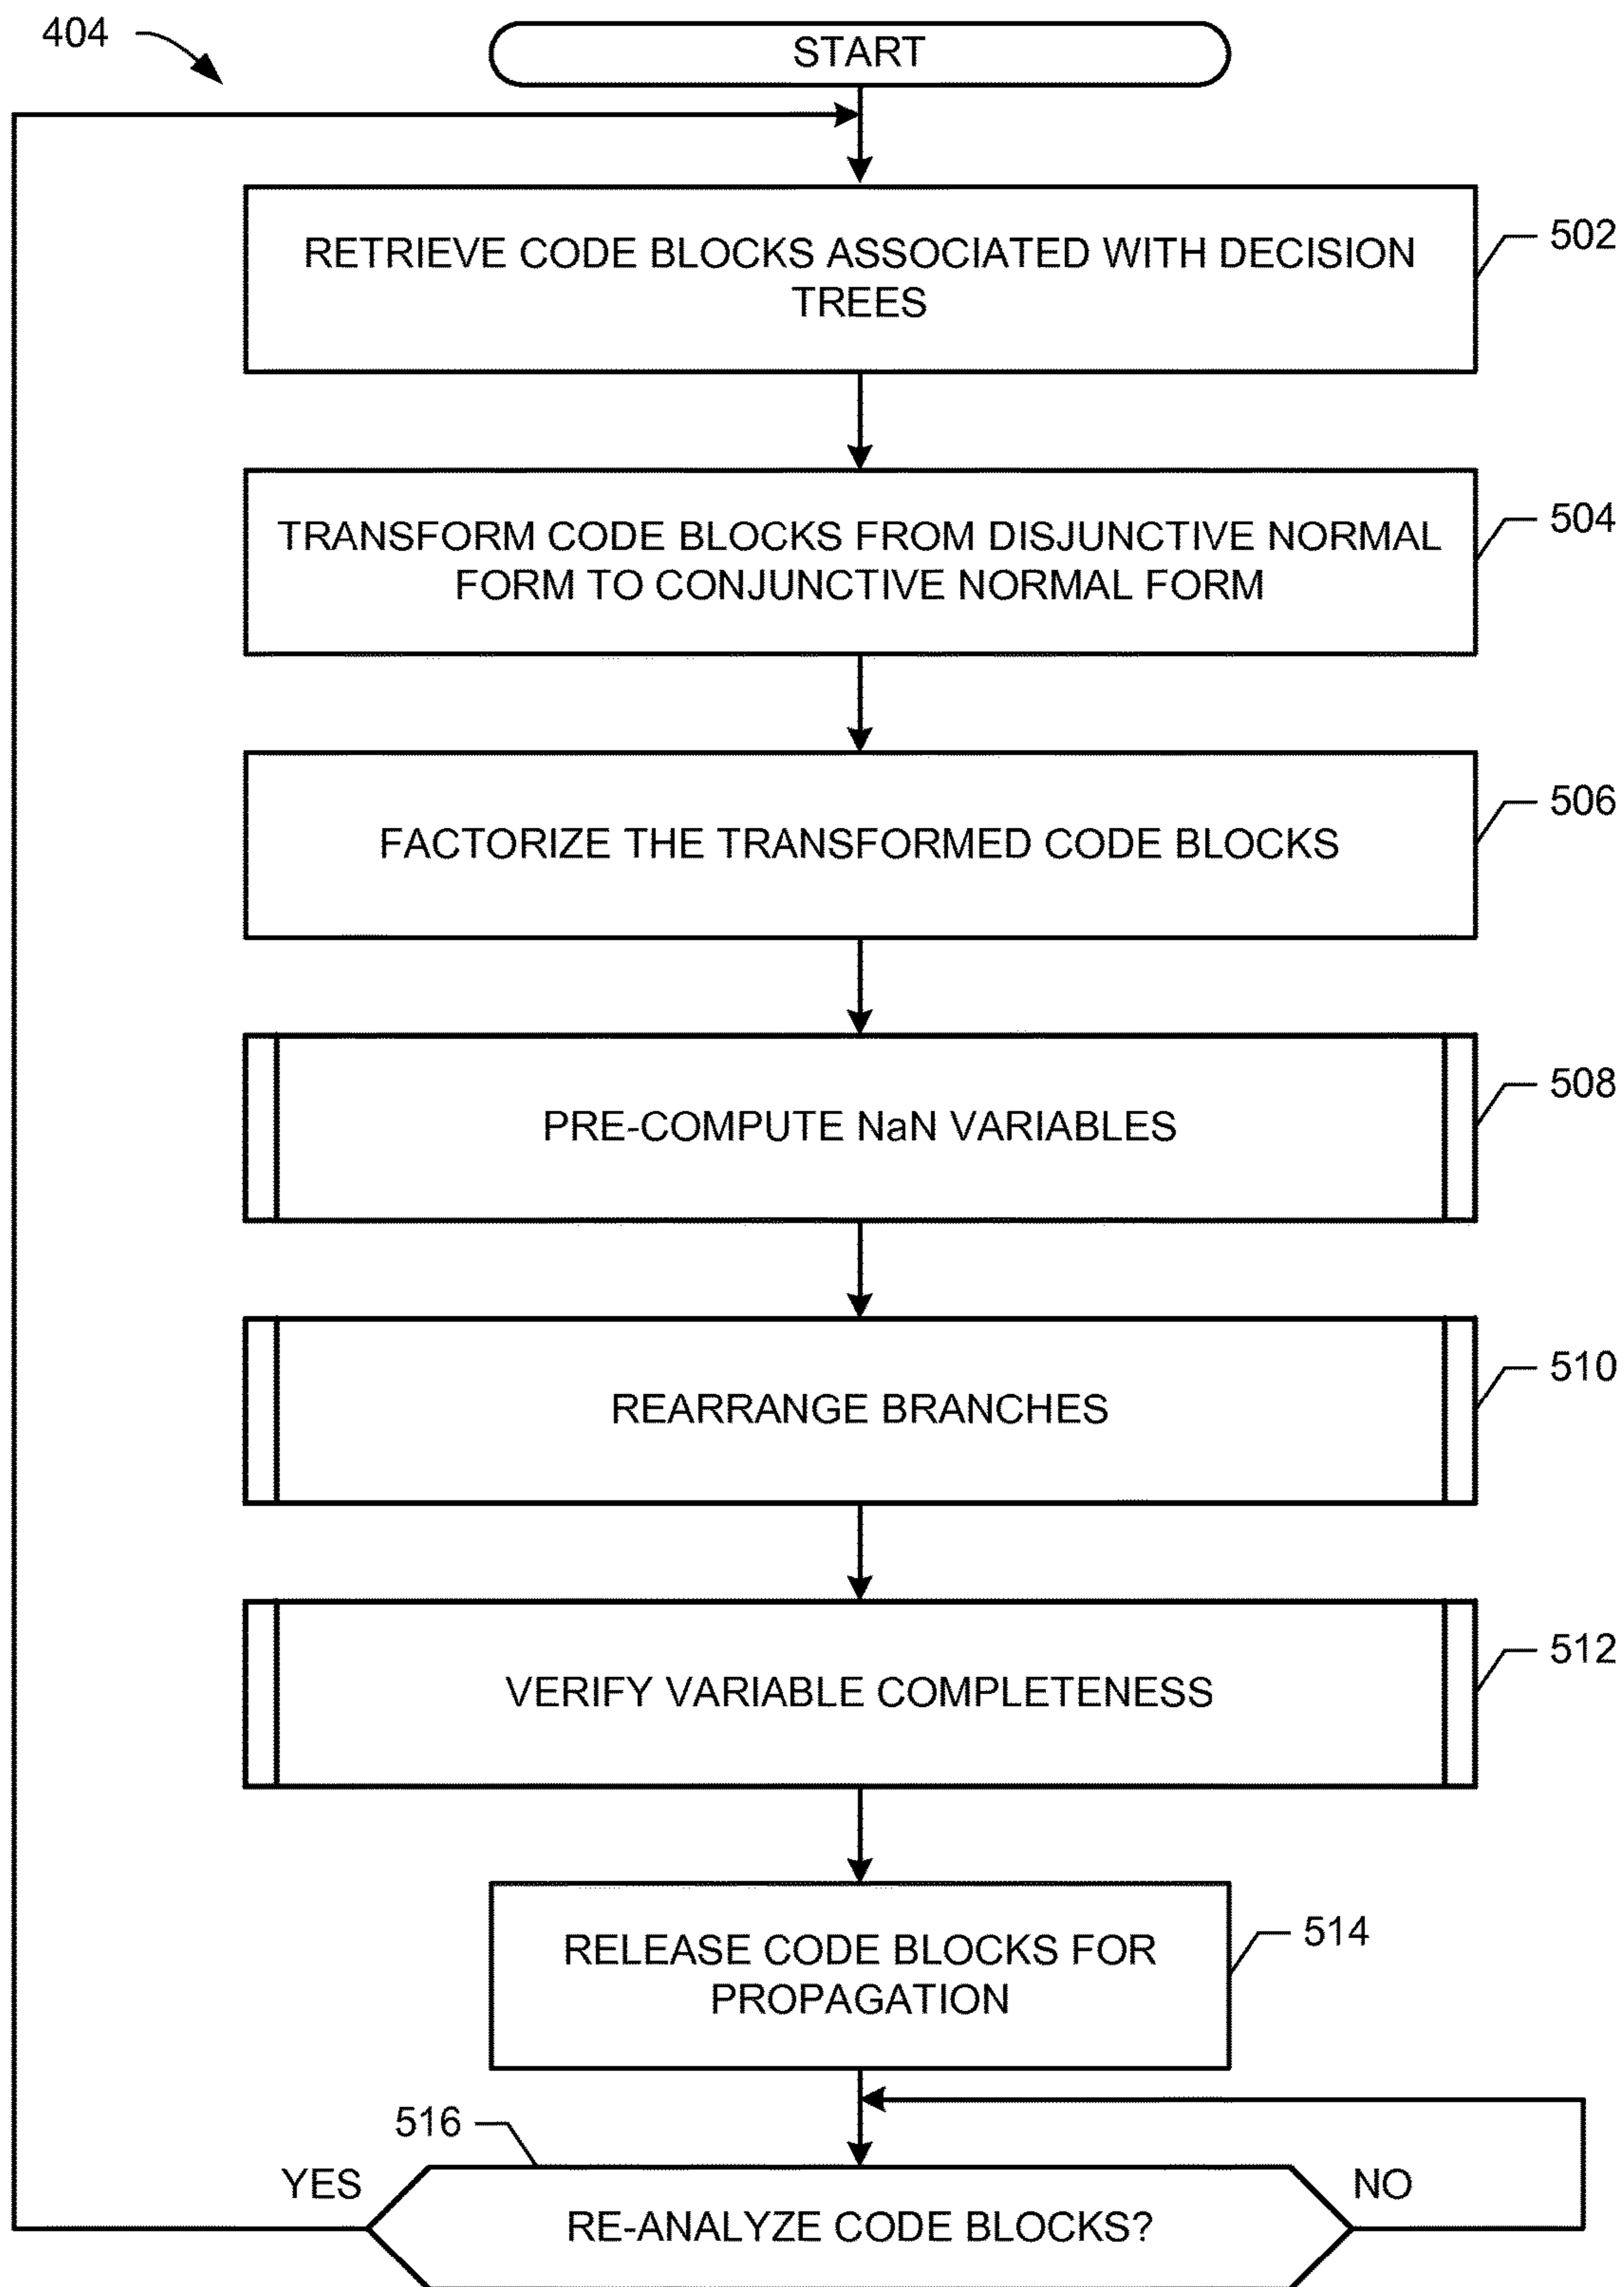 404
START
RETRIEVE CODE BLOCKS ASSOCIATED WITH DECISION
TREES
502
TRANSFORM CODE BLOCKS FROM DISJUNCTIVE NORMAL
FORM TO CONJUNCTIVE NORMAL FORM
504
FACTORIZE THE TRANSFORMED CODE BLOCKS
506
PRE-COMPUTE NaN VARIABLES
508
REARRANGE BRANCHES
510
VERIFY VARIABLE COMPLETENESS
512
RELEASE CODE BLOCKS FOR
PROPAGATION
514
516
YES
NO
RE-ANALYZE CODE BLOCKS?